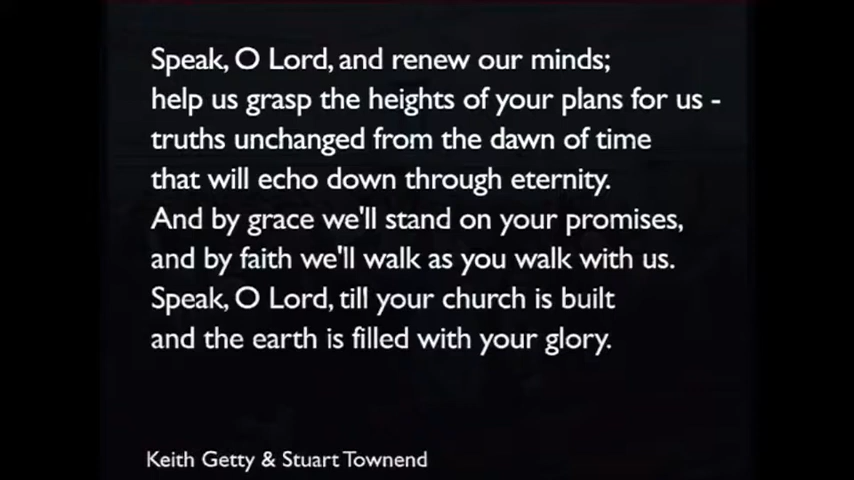 Speak, O Lord, and renew our minds;
help us grasp the heights of your plans for us -
truths unchanged from the dawn of time
that will echo down through eternity.
And by grace we'll stand on your promises,
and by faith we'll walk as you walk with us.
Speak, O Lord, till your church is built
and the earth is filled with your glory.
Keith Getty & Stuart Townend